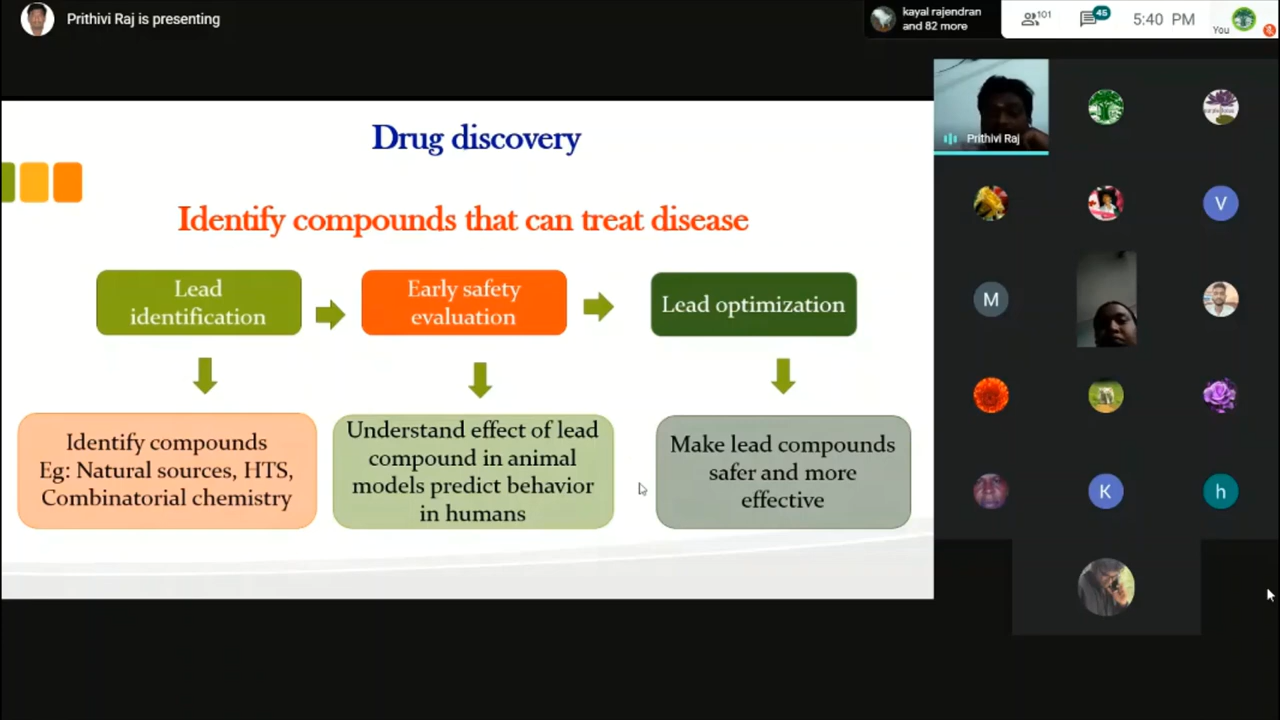 Prithivi Raj is presenting
kayal rajendran
and 82 more
101
45
5:40 PM
You
Drug discovery
Identify compounds that can treat disease
Lead
identification
Early safety
evaluation
Lead optimization
Identify compounds
Eg: Natural sources, HTS,
Combinatorial chemistry
Understand effect of lead
compound in animal
models predict behavior
in humans
Make lead compounds
safer and more
effective
Prithivi Raj
V
M
K
h